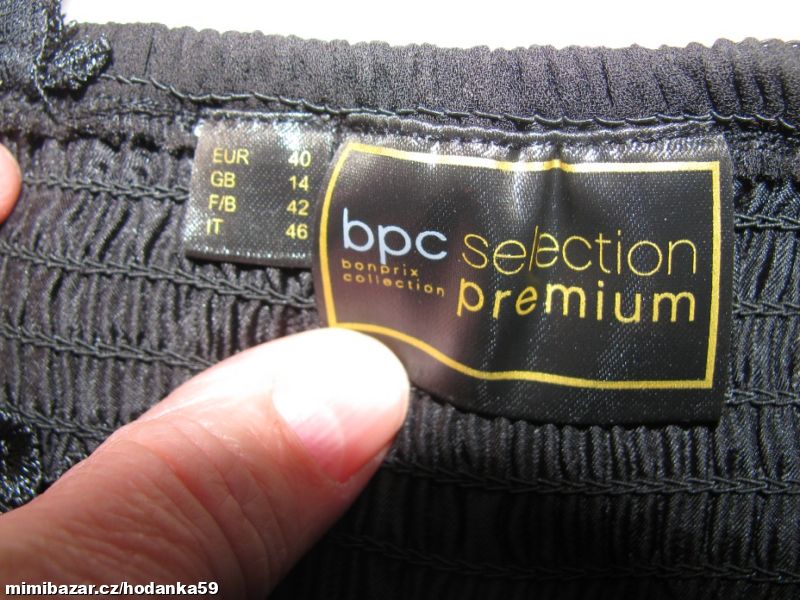 EUR 40
GB 14
F/B 42
IT 46
bpc selection
bonprix
collection premium
mimibazar.cz/hodanka59